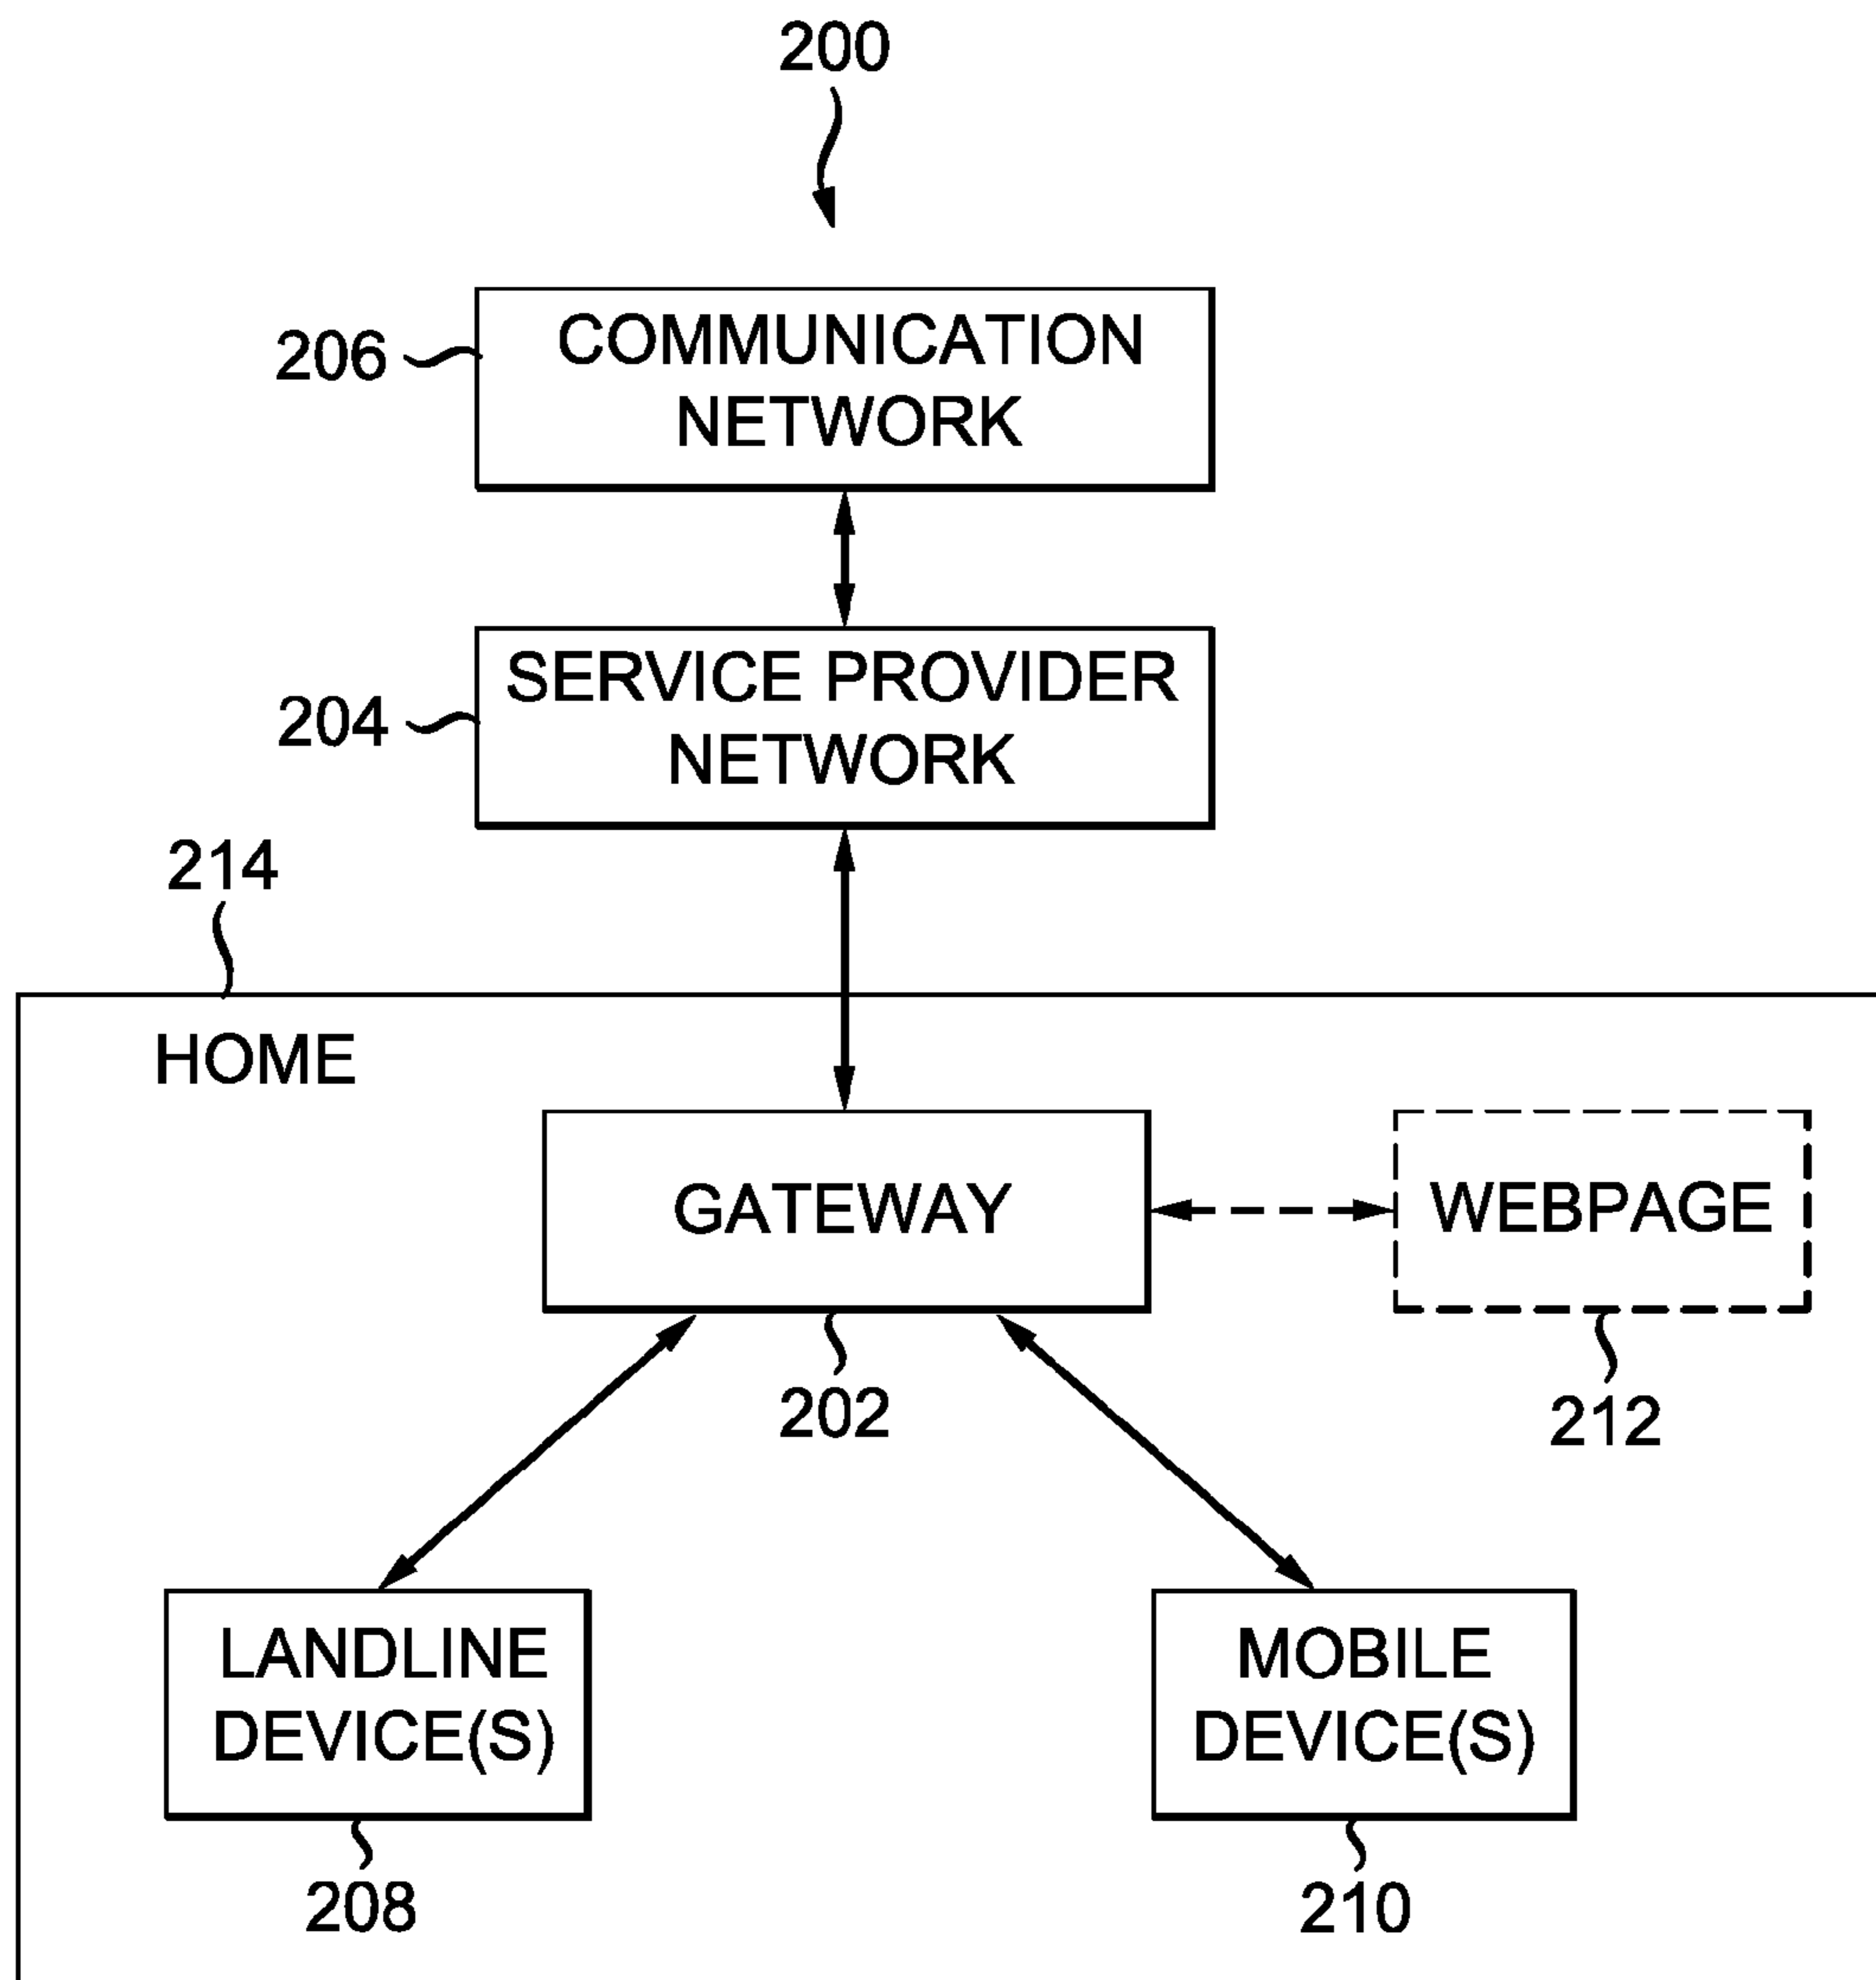 200
206
COMMUNICATION
NETWORK
204
SERVICE PROVIDER
NETWORK
214
HOME
GATEWAY
WEBPAGE
202
212
LANDLINE
DEVICE(S)
MOBILE
DEVICE(S)
208
210